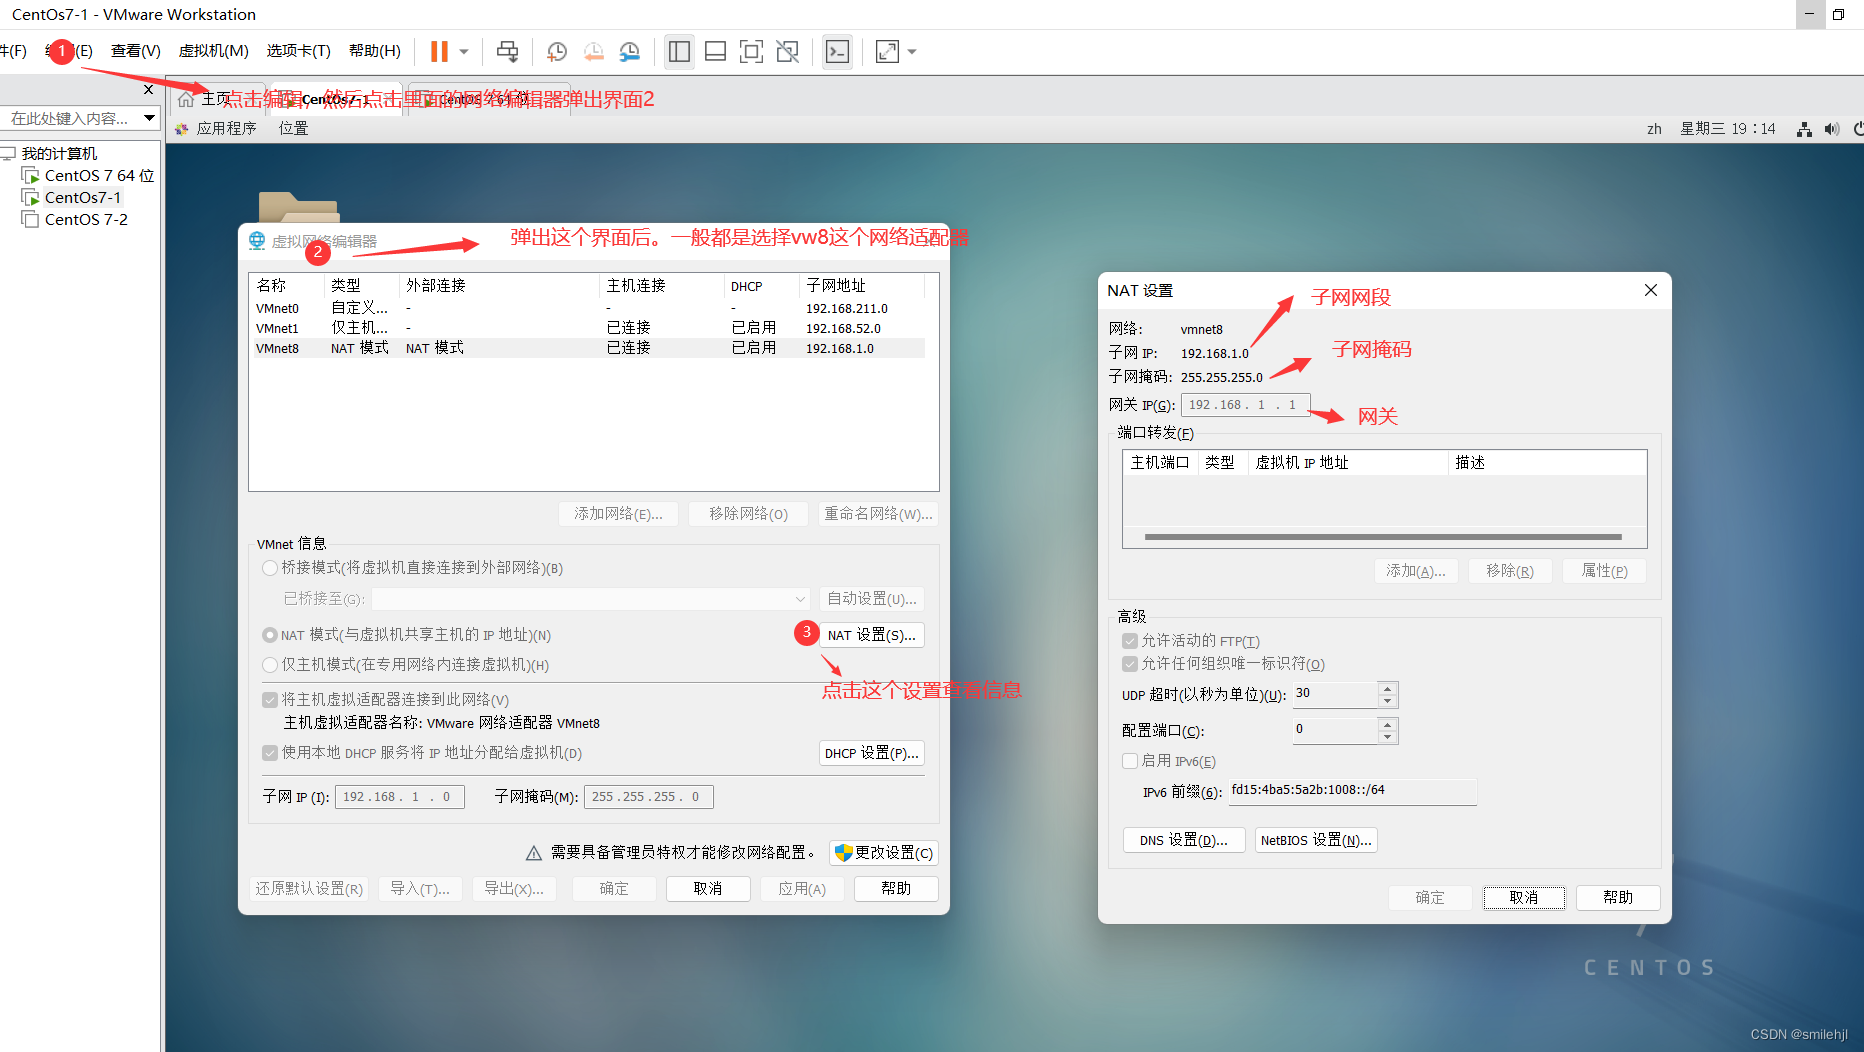 CentOs7-1 - VMware Workstation
件(F) (E) 查看(V) 虚拟机(M) 选项卡(T) 帮助(H)
1
主页 CentOs7-1
点击编辑，然后点击里面的网络编辑器弹出界面2
在此处键入内容...
应用程序 位置 zh 星期三 19：14
我的计算机
CentOS 7 64 位
CentOs7-1
CentOS 7-2
虚拟网络编辑器
2
弹出这个界面后。一般都是选择vw8这个网络适配器
名称 类型 外部连接 主机连接 DHCP 子网地址
VMnet0 自定义... - - - 192.168.211.0
VMnet1 仅主机... - 已连接 已启用 192.168.52.0
VMnet8 NAT 模式 NAT 模式 已连接 已启用 192.168.1.0
添加网络(E)... 移除网络(O) 重命名网络(W)...
VMnet 信息
桥接模式(将虚拟机直接连接到外部网络)(B)
已桥接至(G): 自动设置(U)...
NAT 模式(与虚拟机共享主机的 IP 地址)(N) 3 NAT 设置(S)...
仅主机模式(在专用网络内连接虚拟机)(H)
点击这个设置查看信息
将主机虚拟适配器连接到此网络(V)
主机虚拟适配器名称: VMware 网络适配器 VMnet8
使用本地 DHCP 服务将 IP 地址分配给虚拟机(D) DHCP 设置(P)...
子网 IP (I): 192.168. 1 . 0 子网掩码(M): 255.255.255. 0
需要具备管理员特权才能修改网络配置。 更改设置(C)
还原默认设置(R) 导入(T)... 导出(X)... 确定 取消 应用(A) 帮助
NAT 设置
子网网段
网络: vmnet8
子网 IP: 192.168.1.0
子网掩码
子网掩码: 255.255.255.0
网关 IP(G): 192.168. 1 . 1
网关
端口转发(F)
主机端口 类型 虚拟机 IP 地址 描述
添加(A)... 移除(R) 属性(P)
高级
允许活动的 FTP(T)
允许任何组织唯一标识符(O)
UDP 超时(以秒为单位)(U): 30
配置端口(C): 0
启用 IPv6(E)
IPv6 前缀(6): fd15:4ba5:5a2b:1008::/64
DNS 设置(D)... NetBIOS 设置(N)...
确定 取消 帮助
CENTOS
CSDN @smilehjl